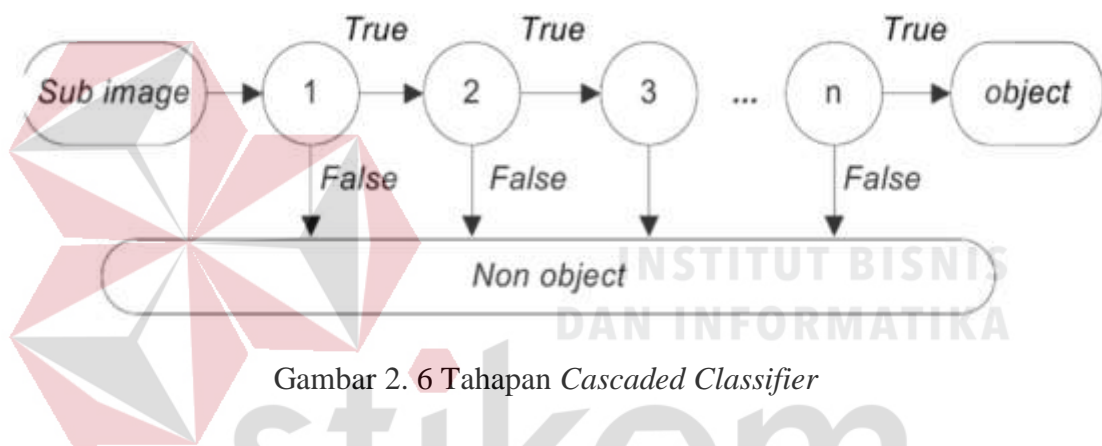 True True True
Sub image 1 2 3 ... n object
False False False
Non object
INSTITUT BISNIS
DAN INFORMATIKA
Gambar 2. 6 Tahapan Cascaded Classifier
stikom